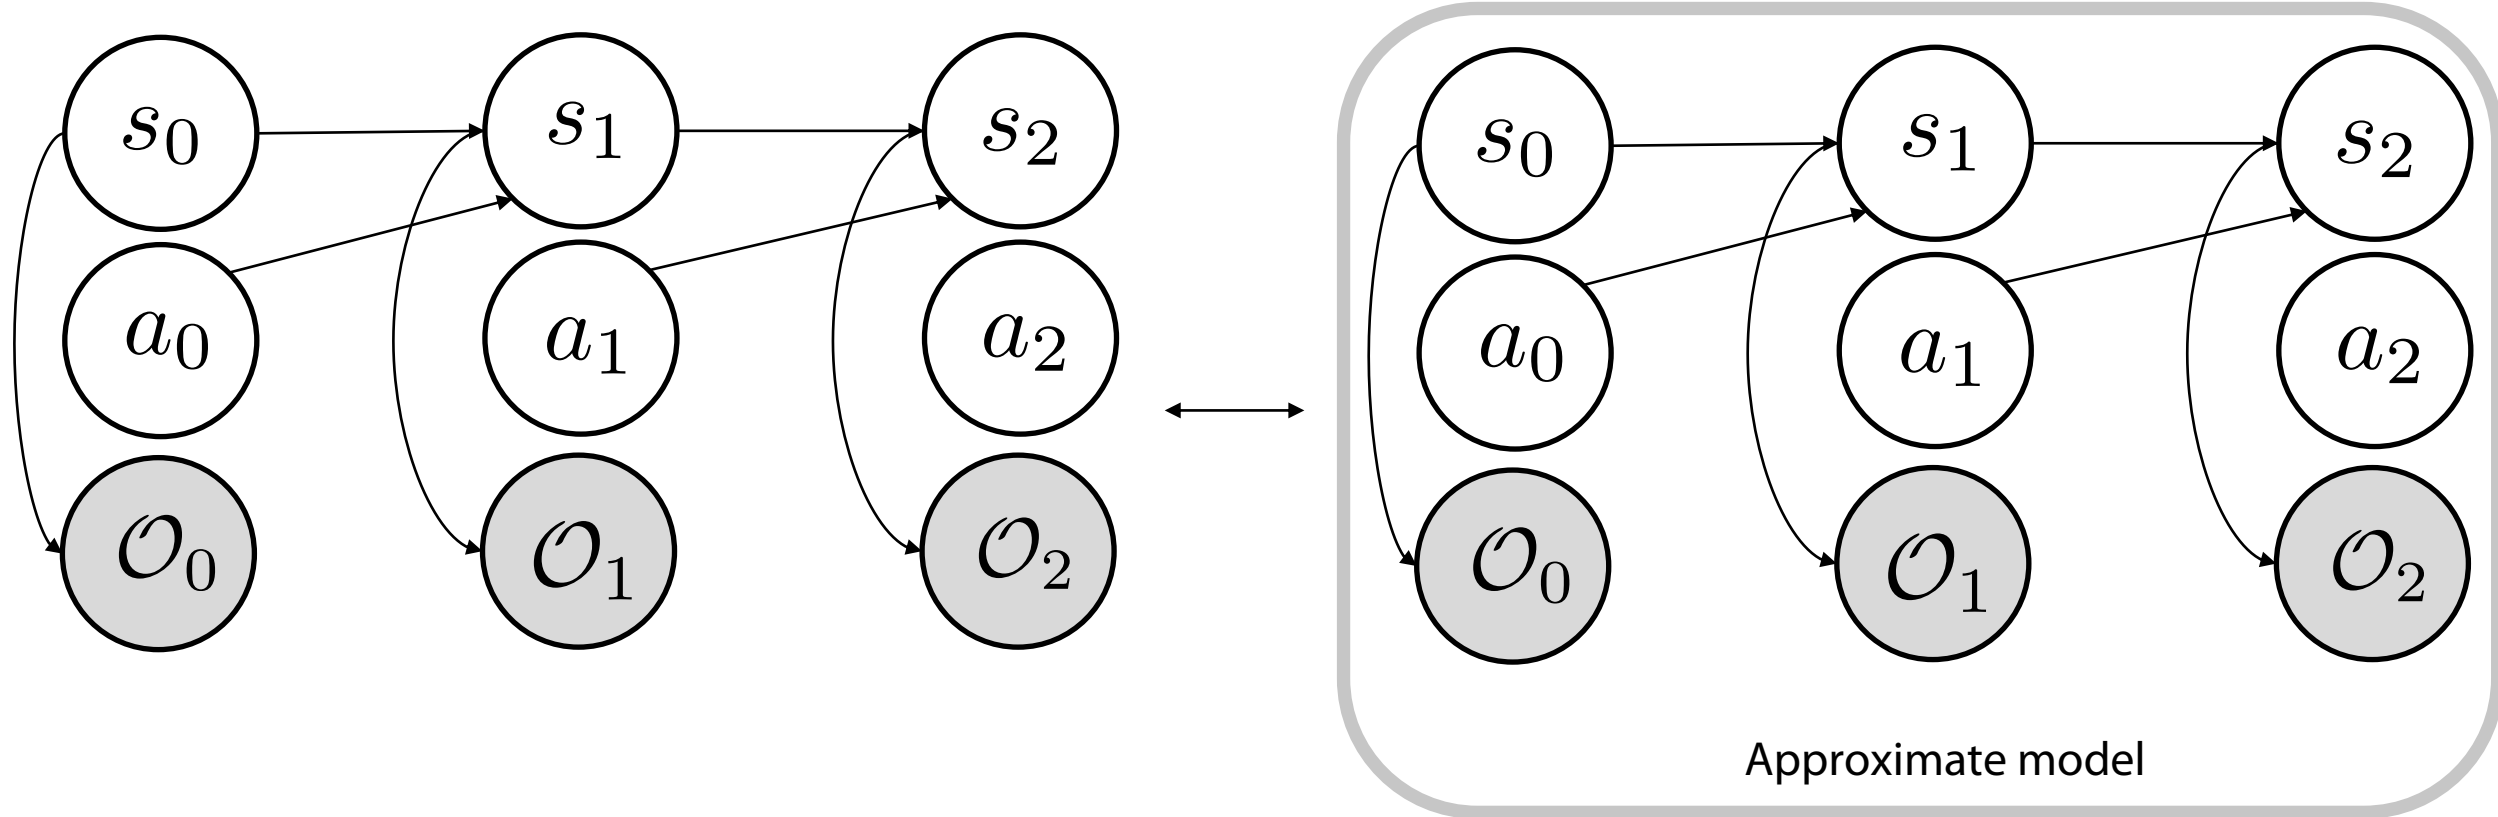 s₀ s₁ s₂ s₀ s₁ s₂
a₀ a₁ a₂ a₀ a₁ a₂
𝒪₀ 𝒪₁ 𝒪₂ 𝒪₀ 𝒪₁ 𝒪₂
Approximate model